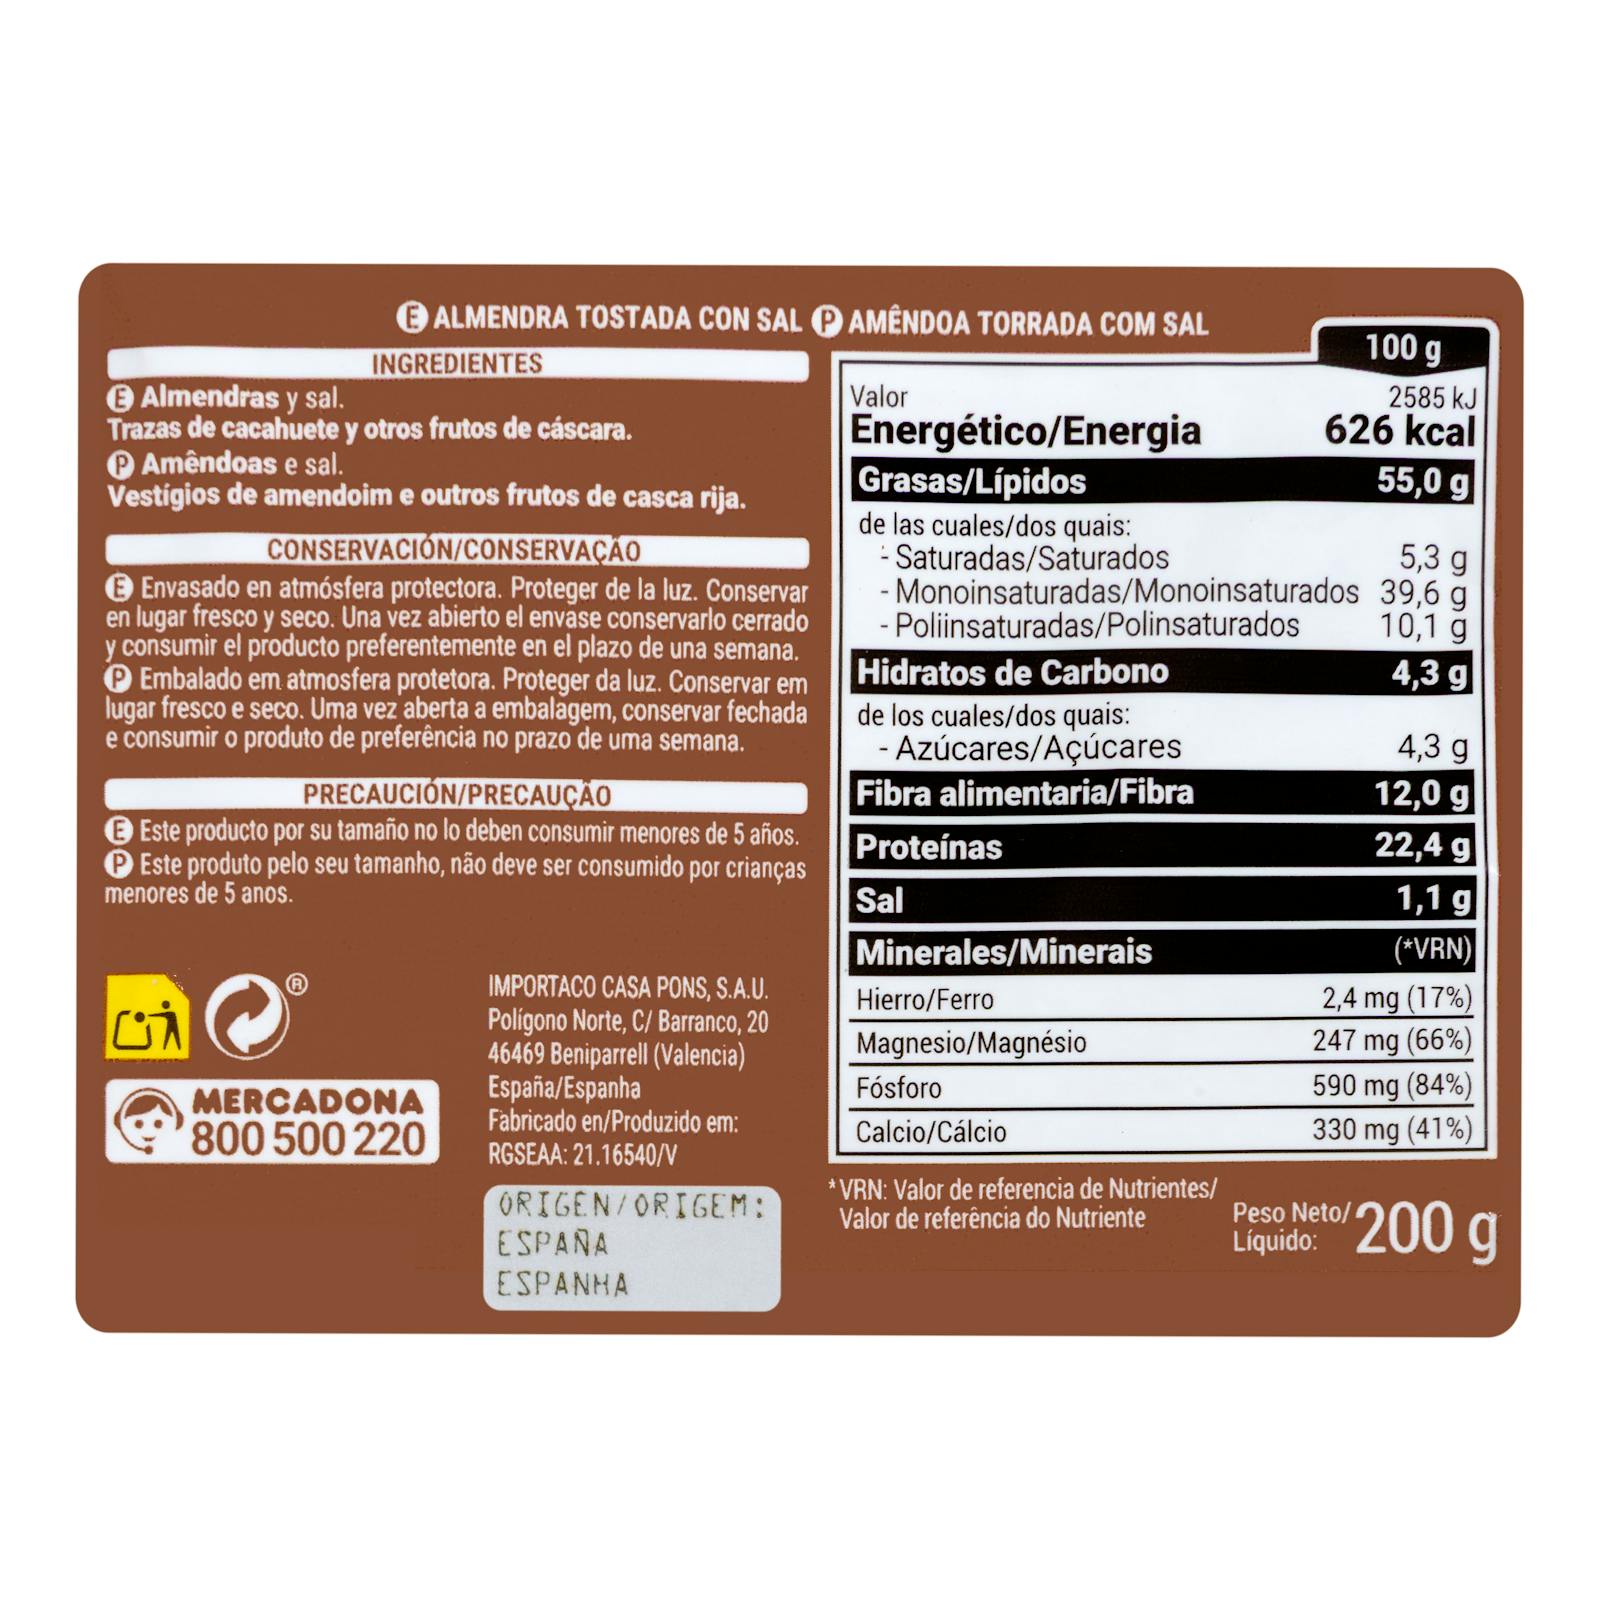 E ALMENDRA TOSTADA CON SAL P AMÊNDOA TORRADA COM SAL
INGREDIENTES
E Almendras y sal.
Trazas de cacahuete y otros frutos de cáscara.
P Amêndoas e sal.
Vestígios de amendoim e outros frutos de casca rija.
CONSERVACIÓN/CONSERVAÇÃO
E Envasado en atmósfera protectora. Proteger de la luz. Conservar
en lugar fresco y seco. Una vez abierto el envase conservarlo cerrado
y consumir el producto preferentemente en el plazo de una semana.
P Embalado em atmosfera protetora. Proteger da luz. Conservar em
lugar fresco e seco. Uma vez aberta a embalagem, conservar fechada
e consumir o produto de preferência no prazo de uma semana.
PRECAUCIÓN/PRECAUÇÃO
E Este producto por su tamaño no lo deben consumir menores de 5 años.
P Este produto pelo seu tamanho, não deve ser consumido por crianças
menores de 5 anos.
®
MERCADONA
800 500 220
IMPORTACO CASA PONS, S.A.U.
Polígono Norte, C/ Barranco, 20
46469 Beniparrell (Valencia)
España/Espanha
Fabricado en/Produzido em:
RGSEAA: 21.16540/V
ORIGEN/ORIGEM:
ESPAÑA
ESPANHA
100 g
Valor 2585 kJ
Energético/Energia 626 kcal
Grasas/Lípidos 55,0 g
de las cuales/dos quais:
- Saturadas/Saturados 5,3 g
- Monoinsaturadas/Monoinsaturados 39,6 g
- Poliinsaturadas/Polinsaturados 10,1 g
Hidratos de Carbono 4,3 g
de los cuales/dos quais:
- Azúcares/Açúcares 4,3 g
Fibra alimentaria/Fibra 12,0 g
Proteínas 22,4 g
Sal 1,1 g
Minerales/Minerais (*VRN)
Hierro/Ferro 2,4 mg (17%)
Magnesio/Magnésio 247 mg (66%)
Fósforo 590 mg (84%)
Calcio/Cálcio 330 mg (41%)
*VRN: Valor de referencia de Nutrientes/
Valor de referência do Nutriente
Peso Neto/
Líquido: 200 g